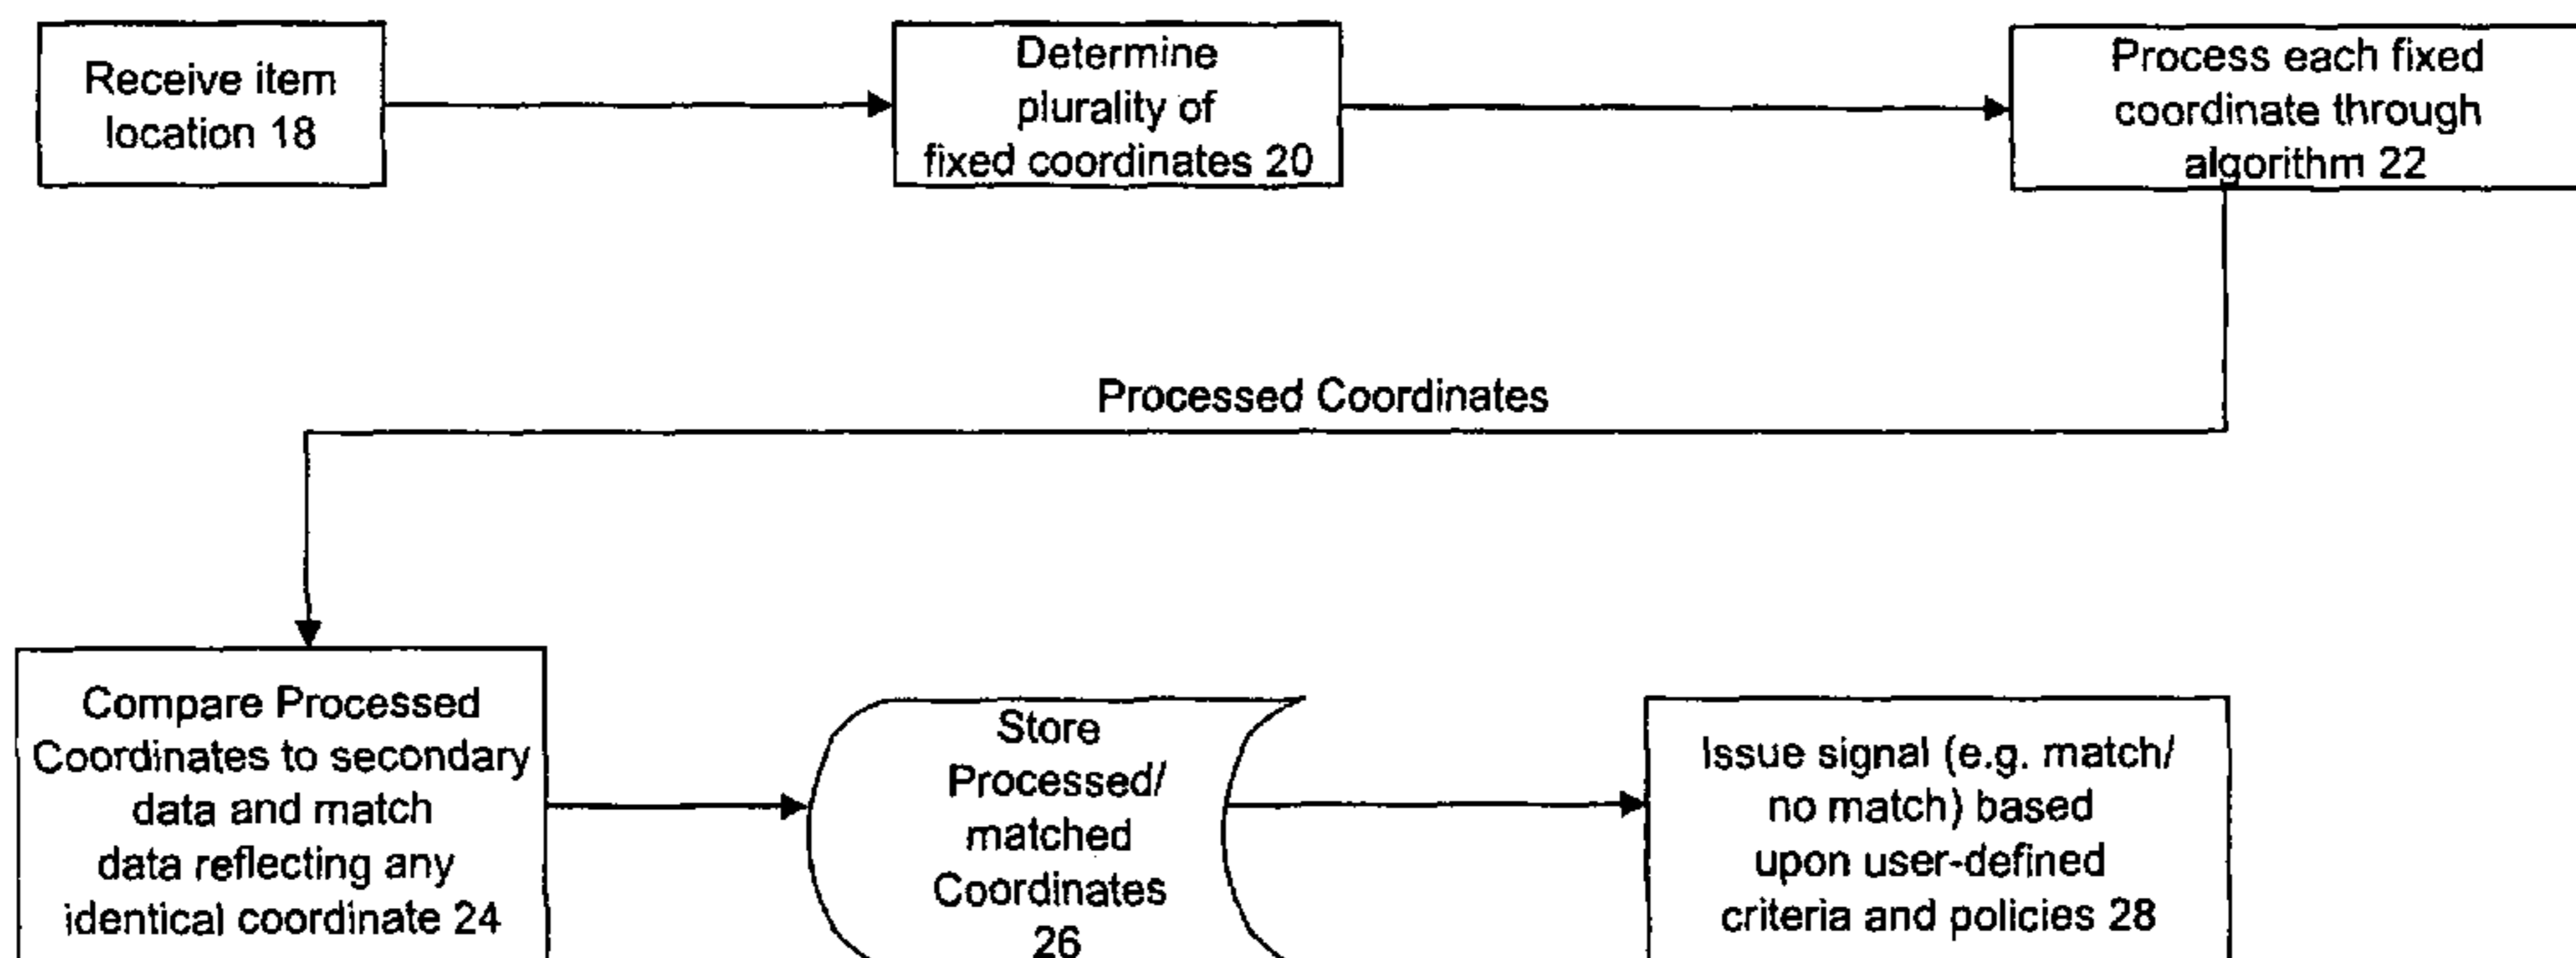 Receive item
location 18
Determine
plurality of
fixed coordinates 20
Process each fixed
coordinate through
algorithm 22
Processed Coordinates
Compare Processed
Coordinates to secondary
data and match
data reflecting any
identical coordinate 24
Store
Processed/
matched
Coordinates
26
Issue signal (e.g. match/
no match) based
upon user-defined
criteria and policies 28